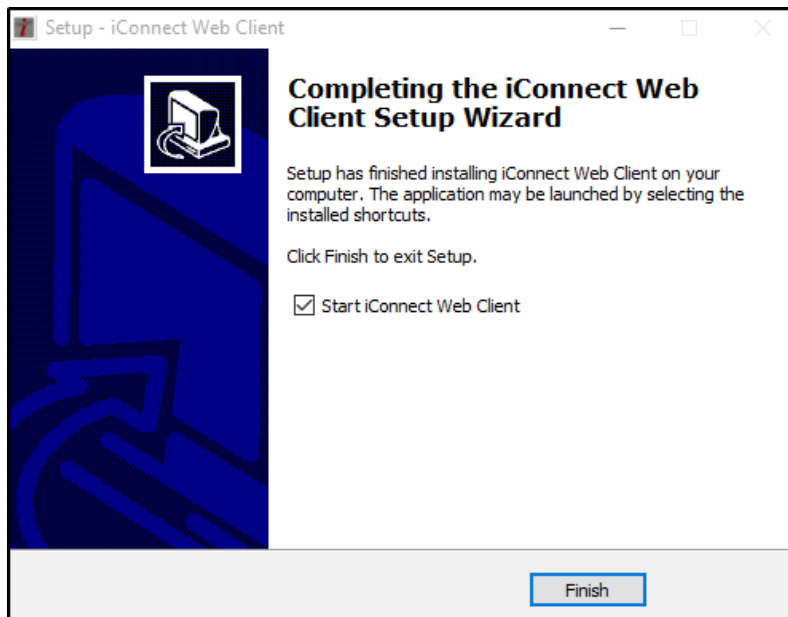 Setup - iConnect Web Client
Completing the iConnect Web
Client Setup Wizard
Setup has finished installing iConnect Web Client on your
computer. The application may be launched by selecting the
installed shortcuts.
Click Finish to exit Setup.
Start iConnect Web Client
Finish